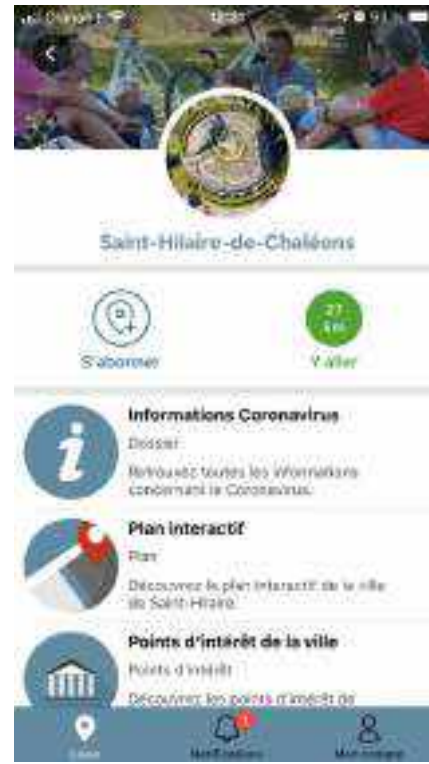 Saint-Hilaire-de-Chaléons
27
km
S'abonner
Y aller
Informations Coronavirus
Dossier
Retrouvez toutes les informations
concernant le Coronavirus.
Plan interactif
Plan
Découvrez le plan interactif de la ville
de Saint-Hilaire.
Points d'intérêt de la ville
Points d'intérêt
Découvrez les points d'intérêt de
1
Notifications
Mon compte